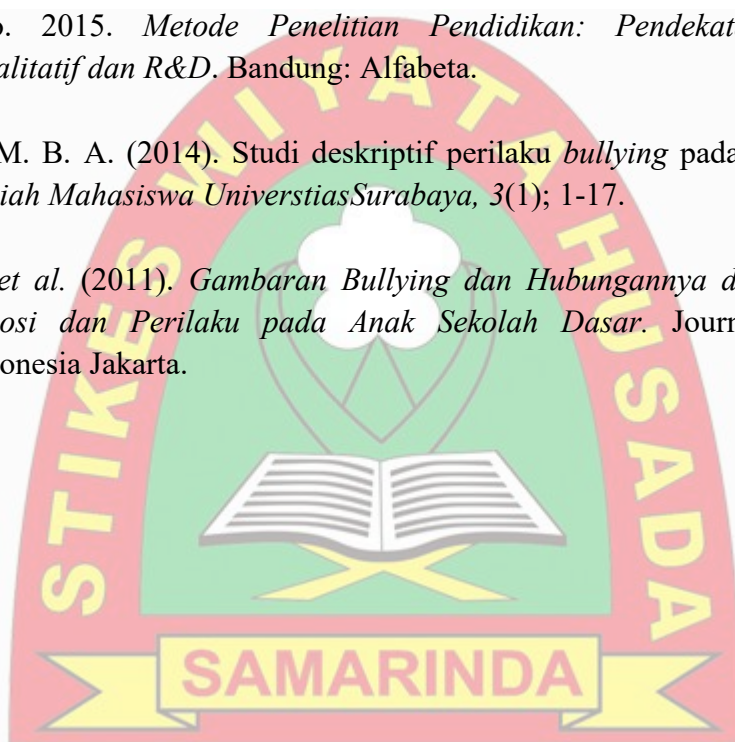 o. 2015. Metode Penelitian Pendidikan: Pendekat
alitatif dan R&D. Bandung: Alfabeta.
M. B. A. (2014). Studi deskriptif perilaku bullying pada
iah Mahasiswa UniverstiasSurabaya, 3(1); 1-17.
et al. (2011). Gambaran Bullying dan Hubungannya d
osi dan Perilaku pada Anak Sekolah Dasar. Journ
onesia Jakarta.
STIKES WIYATA HUSADA
SAMARINDA